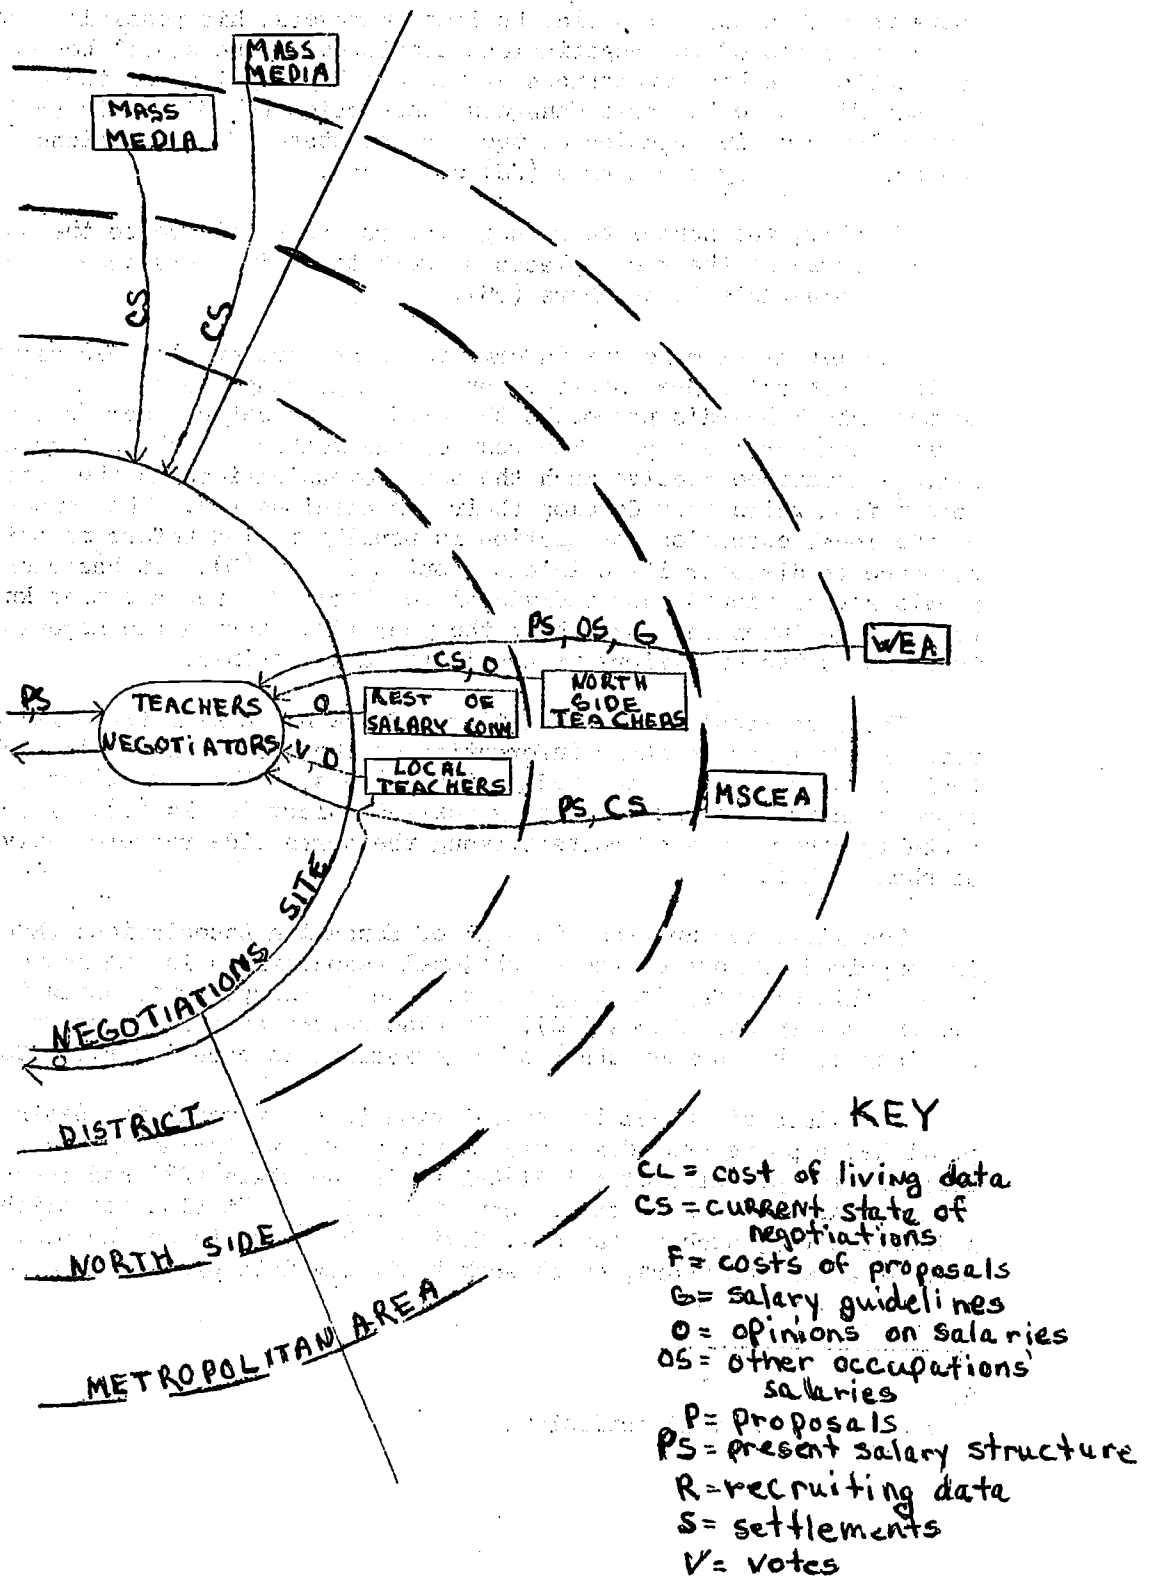 MASS
MEDIA
MASS
MEDIA
CS
CS
PS, OS, G
WEA
CS, O
NORTH
SIDE
TEACHERS
PS
TEACHERS
NEGOTIATORS
O
REST OF
SALARY COMM
V, O
LOCAL
TEACHERS
PS, CS
MSCEA
NEGOTIATIONS SITE
O
DISTRICT
NORTH SIDE
METROPOLITAN AREA
KEY
CL = cost of living data
CS = current state of
negotiations
F = costs of proposals
G = salary guidelines
O = opinions on salaries
OS = other occupations'
salaries
P = proposals
PS = present salary structure
R = recruiting data
S = settlements
V = votes